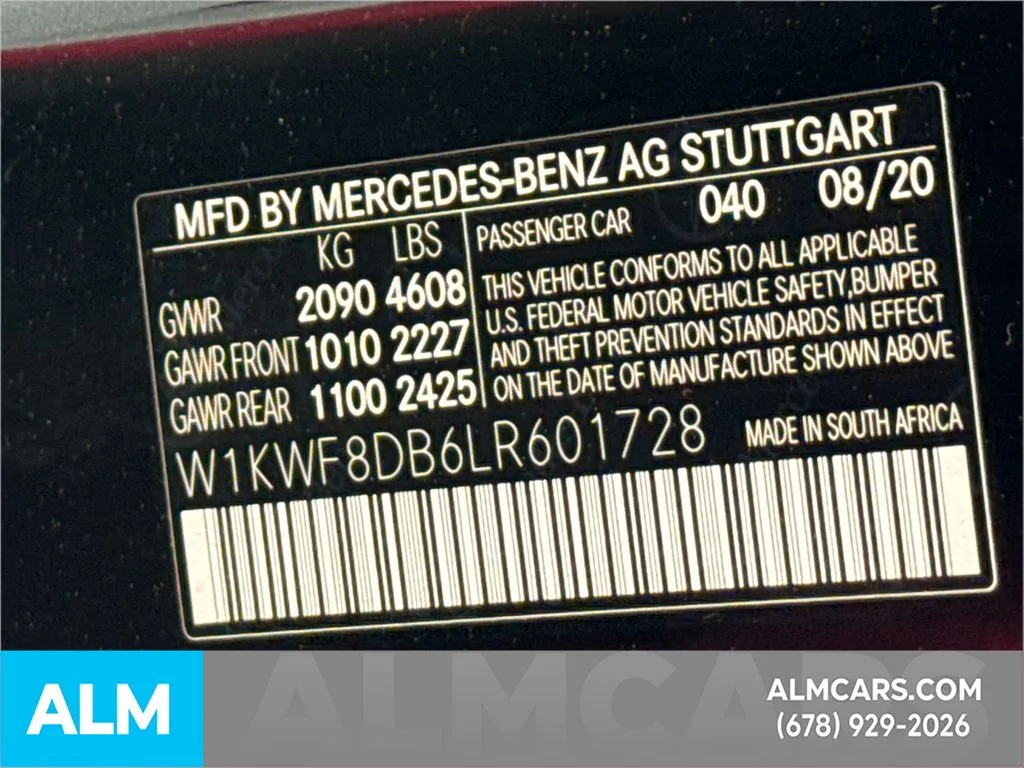 MFD BY MERCEDES-BENZ AG STUTTGART
KG LBS
GVWR 2090 4608
GAWR FRONT 1010 2227
GAWR REAR 1100 2425
PASSENGER CAR 040 08/20
THIS VEHICLE CONFORMS TO ALL APPLICABLE
U.S. FEDERAL MOTOR VEHICLE SAFETY,BUMPER
AND THEFT PREVENTION STANDARDS IN EFFECT
ON THE DATE OF MANUFACTURE SHOWN ABOVE
W1KWF8DB6LR601728
MADE IN SOUTH AFRICA
ALM
ALMCARS
ALMCARS.COM
(678) 929-2026